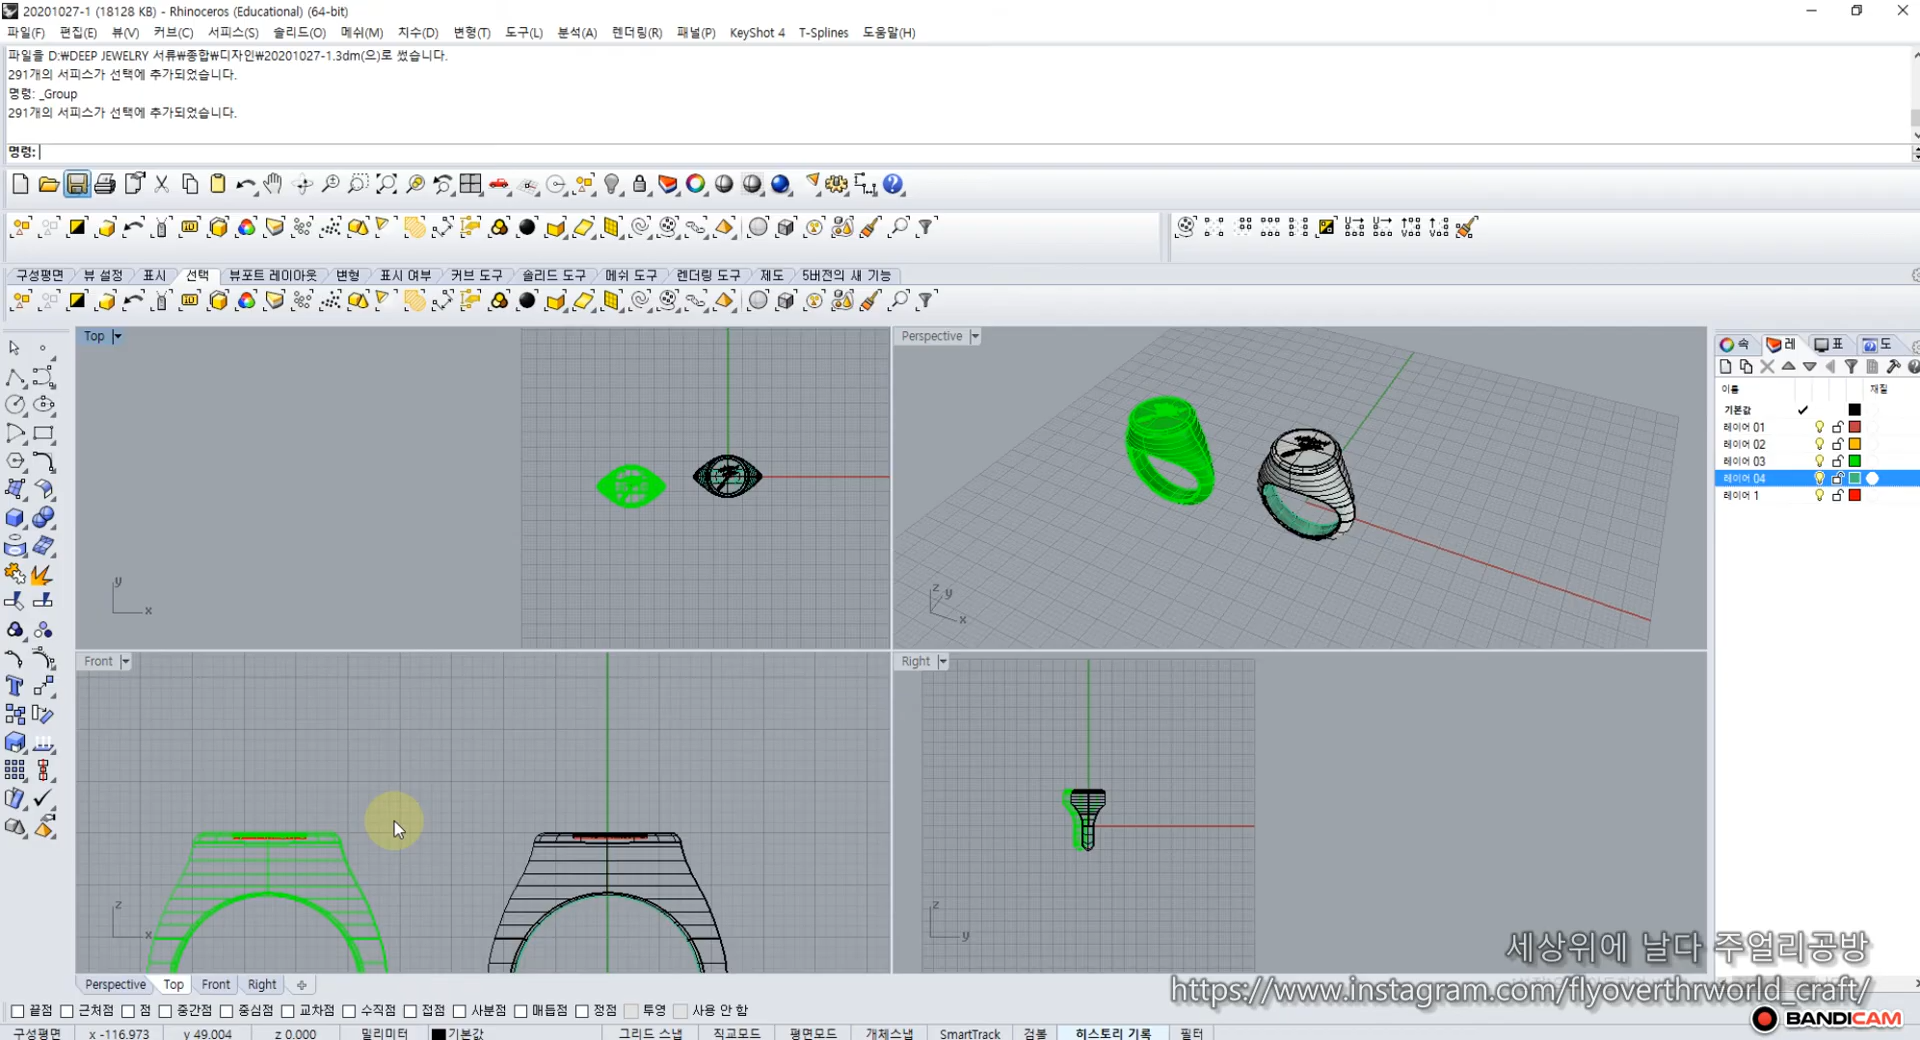 20201027-1 (18128 KB) - Rhinoceros (Educational) (64-bit)
파일(F) 편집(E) 뷰(V) 커브(C) 서피스(S) 솔리드(O) 메쉬(M) 치수(D) 변형(T) 도구(L) 분석(A) 렌더링(R) 패널(P) KeyShot 4 T-Splines 도움말(H)
파일을 D:\DEEP JEWELRY 서류\종합\디자인\20201027-1.3dm(으)로 썼습니다.
291개의 서피스가 선택에 추가되었습니다.
명령: _Group
291개의 서피스가 선택에 추가되었습니다.
명령:
구성평면 뷰 설정 표시 선택 뷰포트 레이아웃 변형 표시 여부 커브 도구 솔리드 도구 메쉬 도구 렌더링 도구 제도 5버전의 새 기능
Top
Perspective
속 레 표 도
이름 재질
기본값
레이어 01
레이어 02
레이어 03
레이어 04
레이어 1
y
x
z
y
x
Front
Right
z
x
z
y
세상위에 날다 주얼리공방
https://www.instagram.com/flyoverthrworld_craft/
Perspective Top Front Right
끝점 근처점 점 중간점 중심점 교차점 수직점 접점 사분점 매듭점 정점 투영 사용 안 함
BANDICAM
구성평면 x -116.973 y 49.004 z 0.000 밀리미터 기본값 그리드 스냅 직교모드 평면모드 개체스냅 SmartTrack 검볼 히스토리 기록 필터